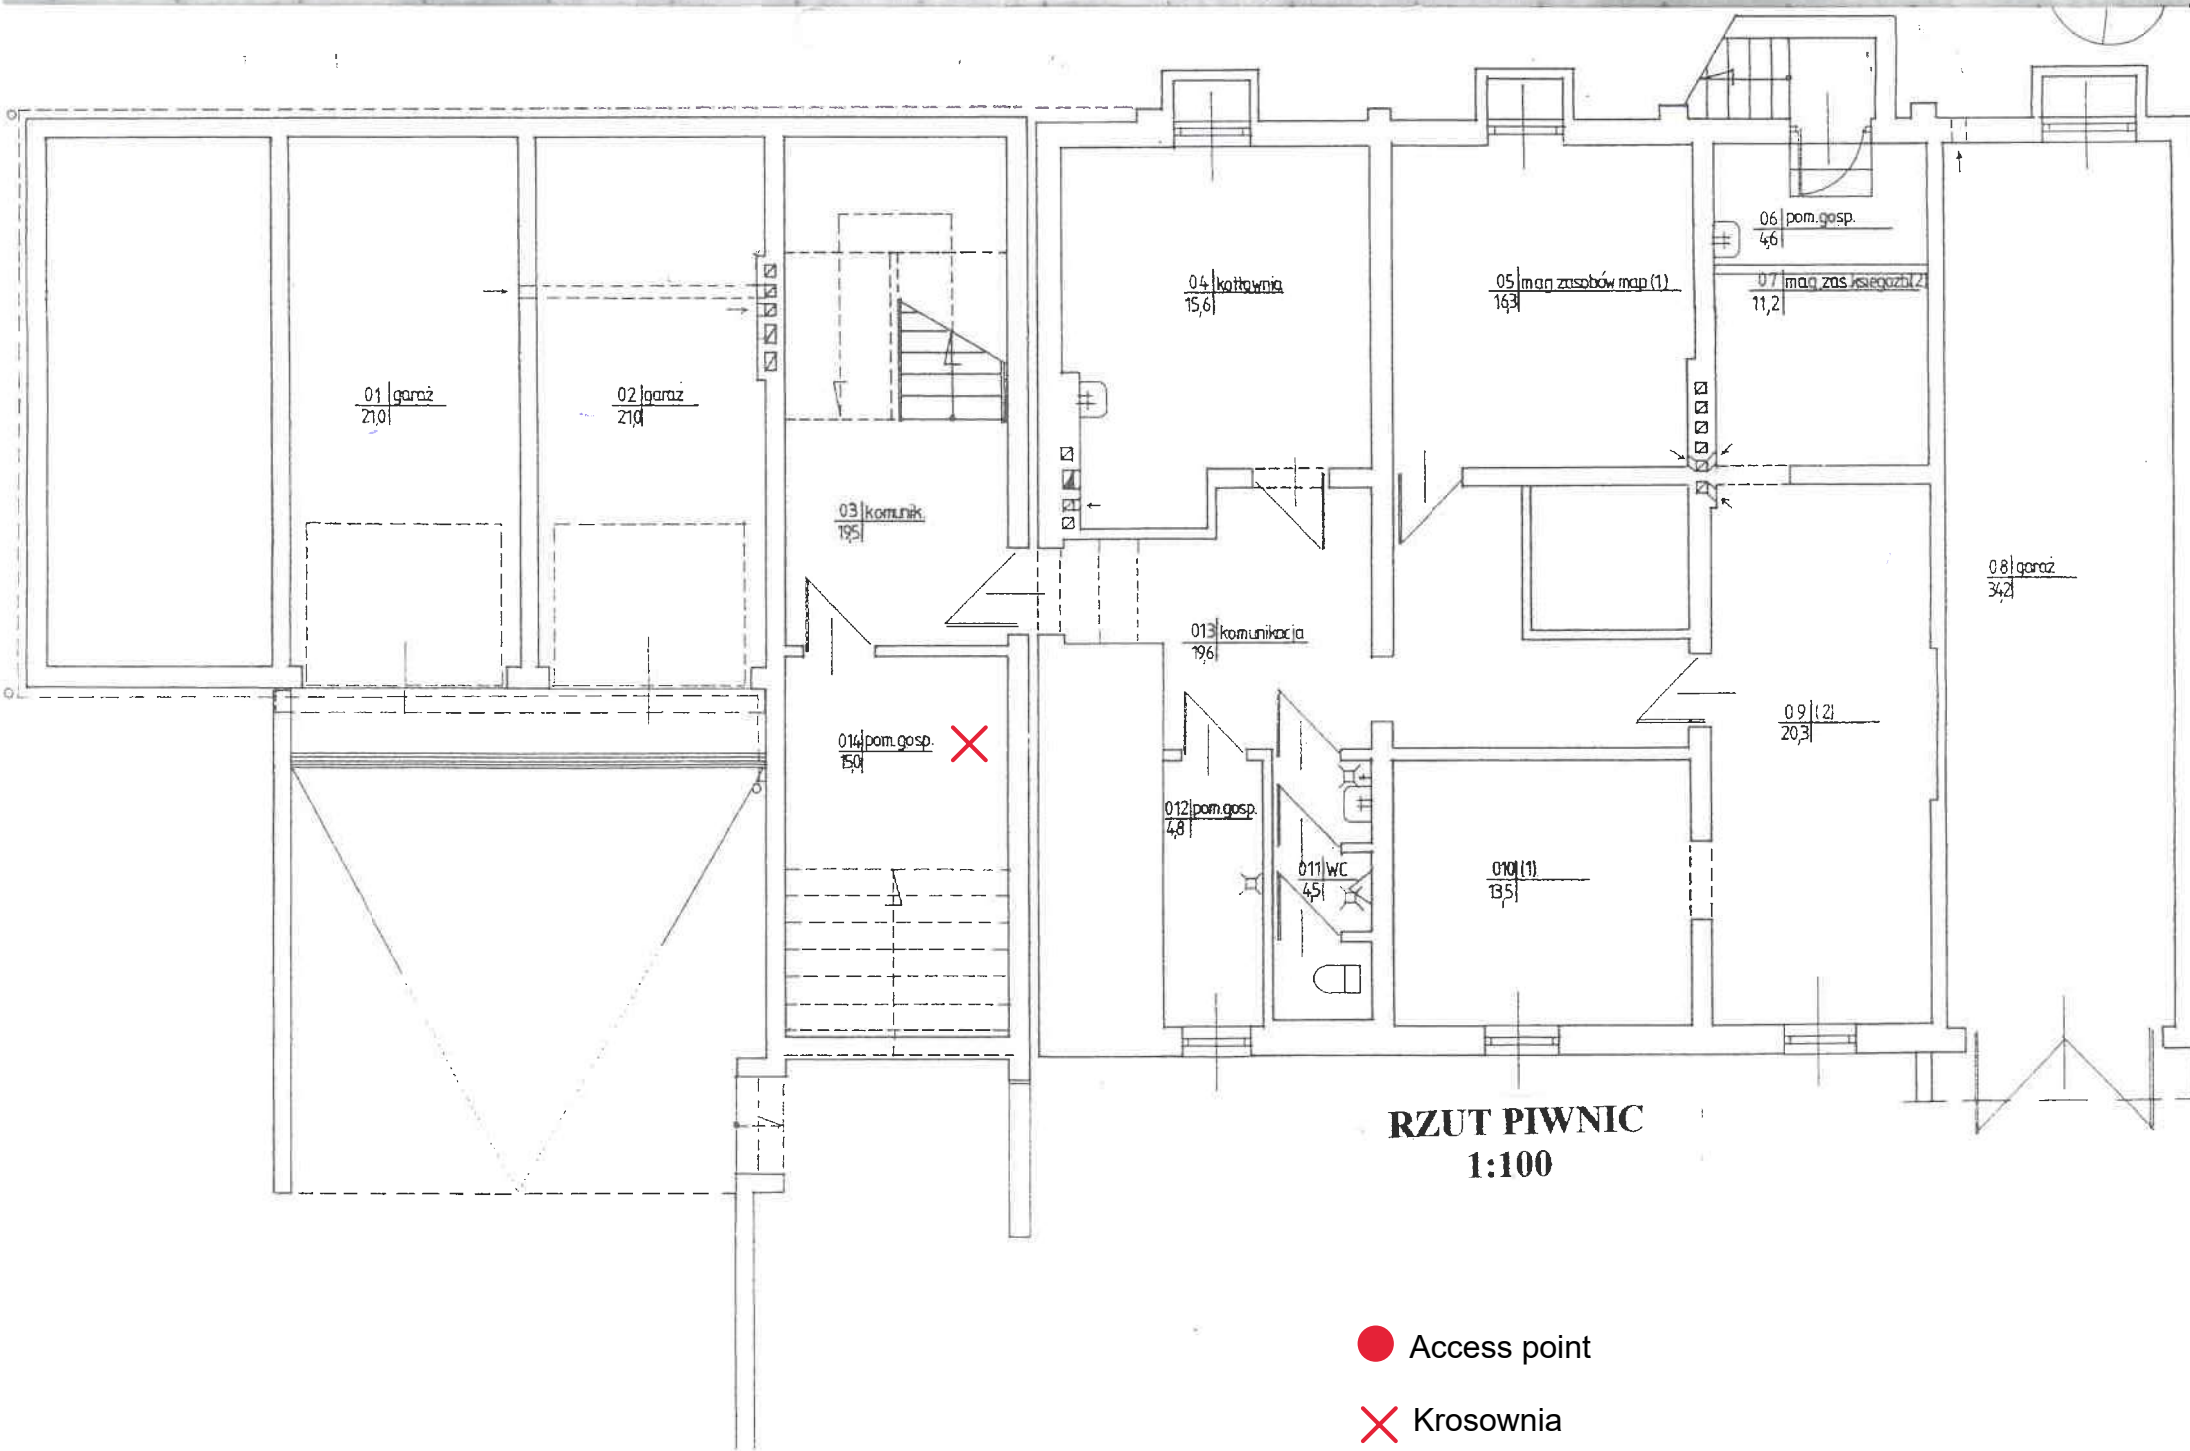 06 pom.gosp.
4,6
04 kotłownia
15,6
05 mag zasobów map (1)
16,3
07 mag. zas. księgozb.(2)
11,2
01 garaż
21,0
02 garaż
21,0
03 komunik.
19,5
08 garaż
34,2
013 komunikacja
19,6
09 (2)
20,3
014 pom.gosp.
15,0
012 pom.gosp.
4,8
011 WC
4,5
010 (1)
13,5
RZUT PIWNIC
1:100
Access point
Krosownia